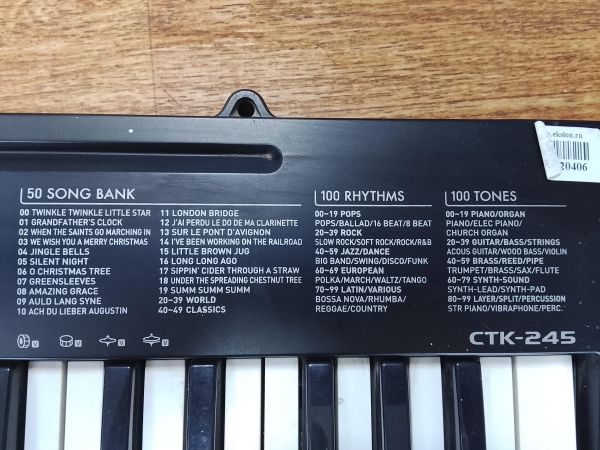 50 SONG BANK
00 TWINKLE TWINKLE LITTLE STAR
01 GRANDFATHER'S CLOCK
02 WHEN THE SAINTS GO MARCHING IN
03 WE WISH YOU A MERRY CHRISTMAS
04 JINGLE BELLS
05 SILENT NIGHT
06 O CHRISTMAS TREE
07 GREENSLEEVES
08 AMAZING GRACE
09 AULD LANG SYNE
10 ACH DU LIEBER AUGUSTIN
11 LONDON BRIDGE
12 J'AI PERDU LE DO DE MA CLARINETTE
13 SUR LE PONT D'AVIGNON
14 I'VE BEEN WORKING ON THE RAILROAD
15 LITTLE BROWN JUG
16 LONG LONG AGO
17 SIPPIN' CIDER THROUGH A STRAW
18 UNDER THE SPREADING CHESTNUT TREE
19 SUMM SUMM SUMM
20~39 WORLD
40~49 CLASSICS
100 RHYTHMS
00~19 POPS
POPS/BALLAD/16 BEAT/8 BEAT
20~39 ROCK
SLOW ROCK/SOFT ROCK/ROCK/R&B
40~59 JAZZ/DANCE
BIG BAND/SWING/DISCO/FUNK
60~69 EUROPEAN
POLKA/MARCH/WALTZ/TANGO
70~99 LATIN/VARIOUS
BOSSA NOVA/RHUMBA/
REGGAE/COUNTRY
100 TONES
00~19 PIANO/ORGAN
PIANO/ELEC PIANO/
CHURCH ORGAN
20~39 GUITAR/BASS/STRINGS
ACOUS GUITAR/WOOD BASS/VIOLIN
40~59 BRASS/REED/PIPE
TRUMPET/BRASS/SAX/FLUTE
60~79 SYNTH-SOUND
SYNTH-LEAD/SYNTH-PAD
80~99 LAYER/SPLIT/PERCUSSION
STR PIANO/VIBRAPHONE/PERC.
CTK-245
.eksion.ru
20406
V V V V